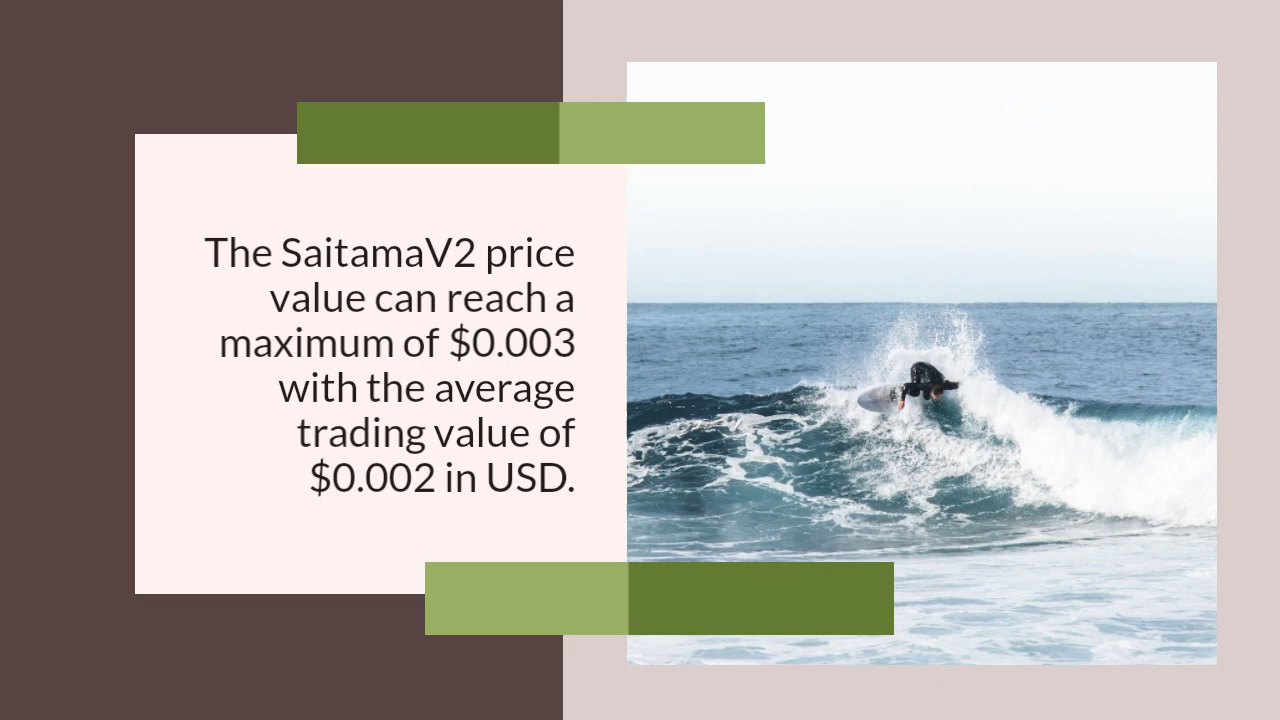 The SaitamaV2 price
value can reach a
maximum of $0.003
with the average
trading value of
$0.002 in USD.